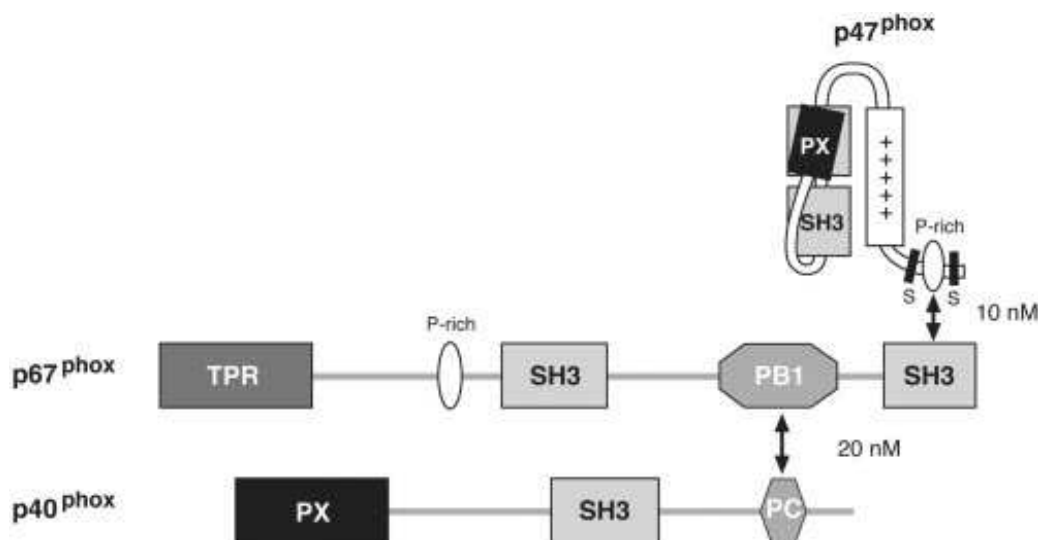 p47phox
PX
+
+
+
+
+
SH3
P-rich
S
S
10 nM
P-rich
p67phox
TPR
SH3
PB1
SH3
20 nM
p40phox
PX
SH3
PC